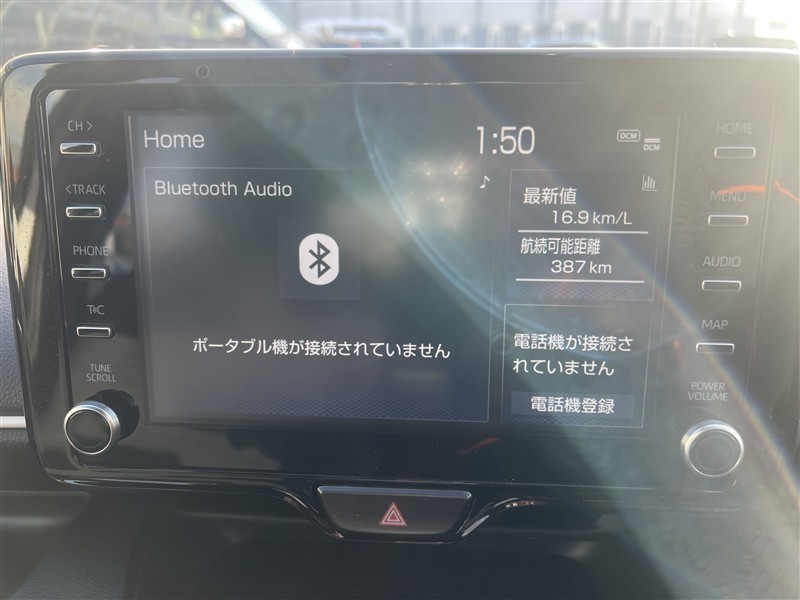 CH >
< TRACK
PHONE
T|C
TUNE
SCROLL
Home
1:50
DCM
DCM
Bluetooth Audio
ポータブル機が接続されていません
最新値
16.9 km/L
航続可能距離
387 km
電話機が接続さ
れていません
電話機登録
HOME
MENU
AUDIO
MAP
POWER
VOLUME